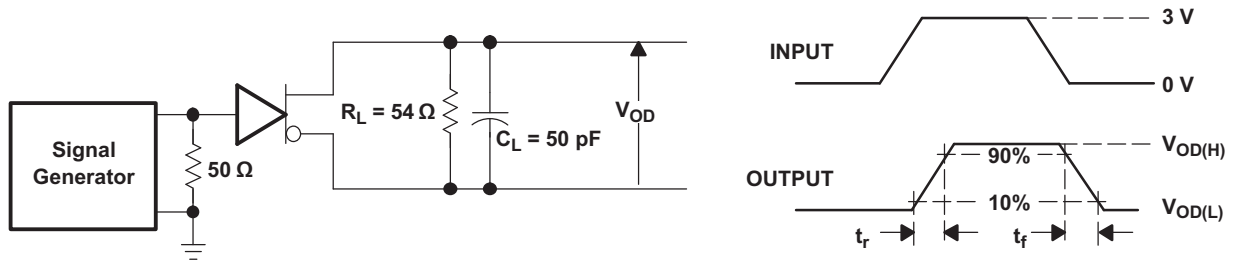 Signal
Generator
50 Ω
R_L = 54 Ω
C_L = 50 pF
V_OD
INPUT
3 V
0 V
OUTPUT
90%
10%
V_OD(H)
V_OD(L)
t_r
t_f